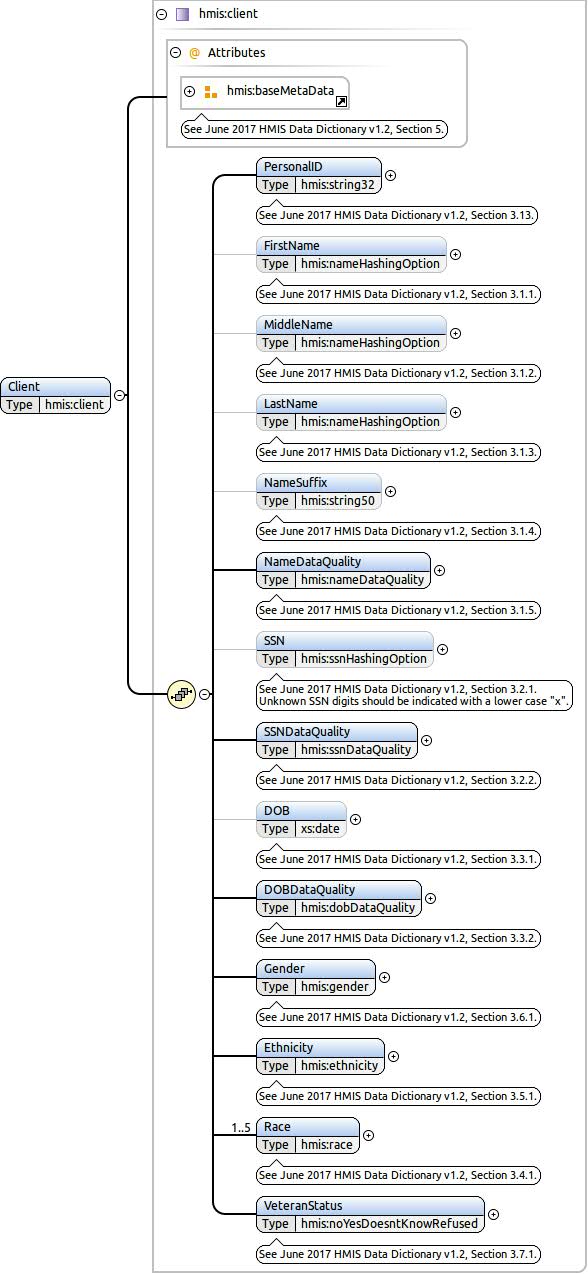 hmis:client
@ Attributes
hmis:baseMetaData
See June 2017 HMIS Data Dictionary v1.2, Section 5.
PersonalID
Type hmis:string32
See June 2017 HMIS Data Dictionary v1.2, Section 3.13.
FirstName
Type hmis:nameHashingOption
See June 2017 HMIS Data Dictionary v1.2, Section 3.1.1.
MiddleName
Type hmis:nameHashingOption
See June 2017 HMIS Data Dictionary v1.2, Section 3.1.2.
Client
Type hmis:client
LastName
Type hmis:nameHashingOption
See June 2017 HMIS Data Dictionary v1.2, Section 3.1.3.
NameSuffix
Type hmis:string50
See June 2017 HMIS Data Dictionary v1.2, Section 3.1.4.
NameDataQuality
Type hmis:nameDataQuality
See June 2017 HMIS Data Dictionary v1.2, Section 3.1.5.
SSN
Type hmis:ssnHashingOption
See June 2017 HMIS Data Dictionary v1.2, Section 3.2.1.
Unknown SSN digits should be indicated with a lower case "x".
SSNDataQuality
Type hmis:ssnDataQuality
See June 2017 HMIS Data Dictionary v1.2, Section 3.2.2.
DOB
Type xs:date
See June 2017 HMIS Data Dictionary v1.2, Section 3.3.1.
DOBDataQuality
Type hmis:dobDataQuality
See June 2017 HMIS Data Dictionary v1.2, Section 3.3.2.
Gender
Type hmis:gender
See June 2017 HMIS Data Dictionary v1.2, Section 3.6.1.
Ethnicity
Type hmis:ethnicity
See June 2017 HMIS Data Dictionary v1.2, Section 3.5.1.
1..5 Race
Type hmis:race
See June 2017 HMIS Data Dictionary v1.2, Section 3.4.1.
VeteranStatus
Type hmis:noYesDoesntKnowRefused
See June 2017 HMIS Data Dictionary v1.2, Section 3.7.1.